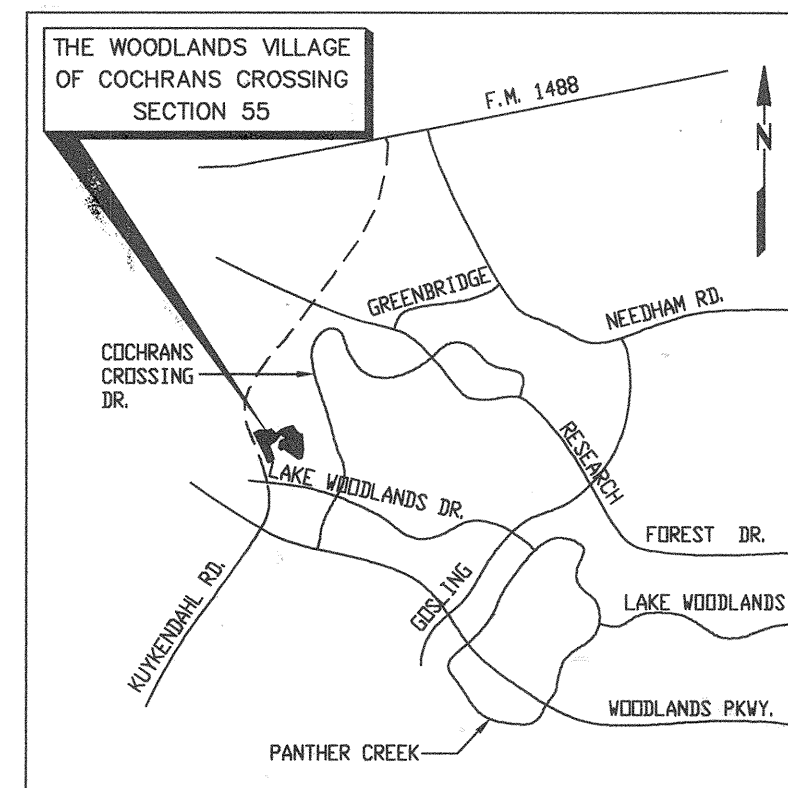 THE WOODLANDS VILLAGE
OF COCHRANS CROSSING
SECTION 55
F.M. 1488
N
GREENBRIDGE
NEEDHAM RD.
COCHRANS
CROSSING
DR.
RESEARCH
LAKE WOODLANDS DR.
FOREST DR.
KUYKENDAHL RD.
GOSLING
LAKE WOODLANDS
WOODLANDS PKWY.
PANTHER CREEK